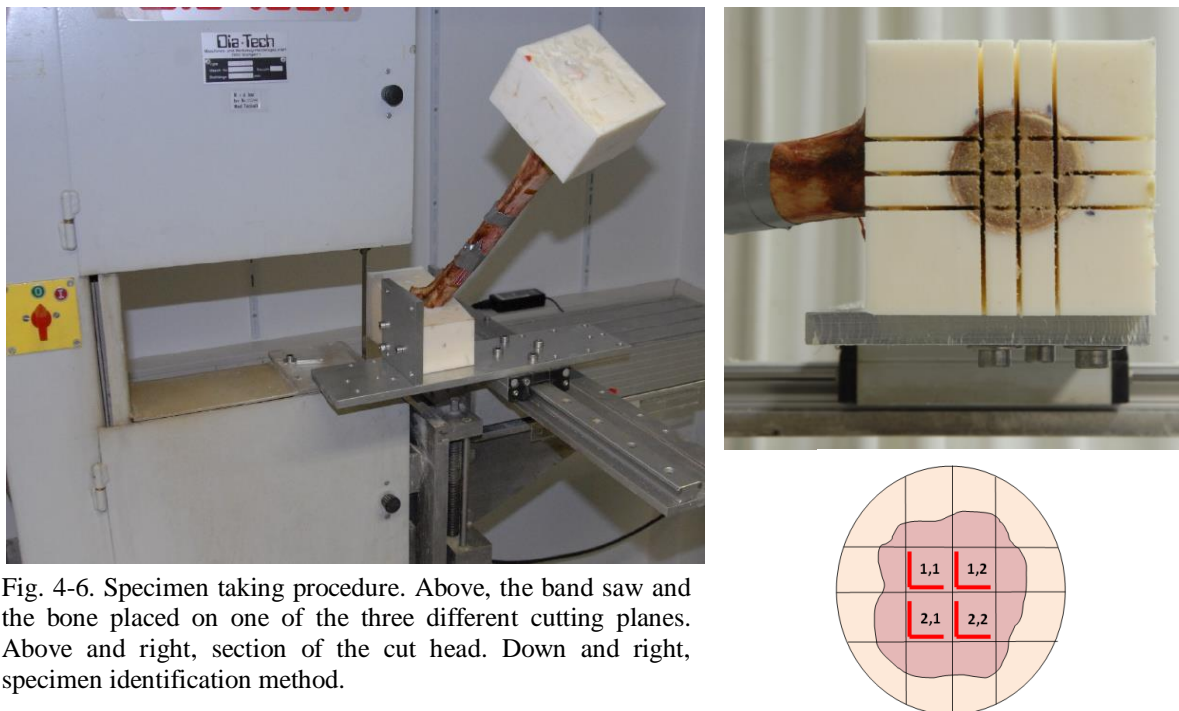 Dia-Tech
Fig. 4-6. Specimen taking procedure. Above, the band saw and
the bone placed on one of the three different cutting planes.
Above and right, section of the cut head. Down and right,
specimen identification method.
1,1 1,2
2,1 2,2